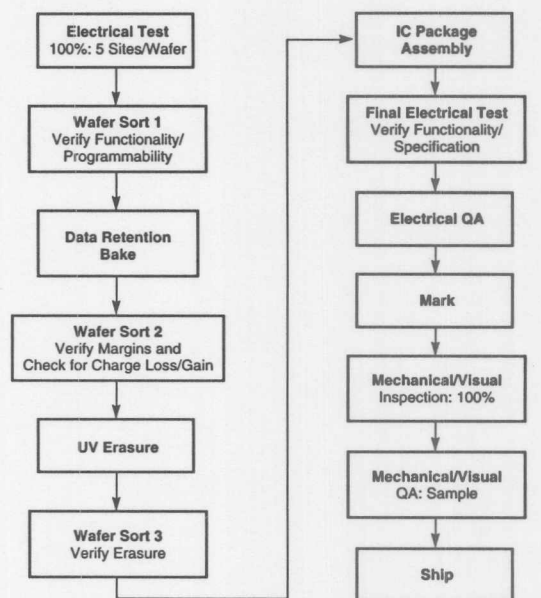 Electrical Test
100%: 5 Sites/Wafer
Wafer Sort 1
Verify Functionality/
Programmability
Data Retention
Bake
Wafer Sort 2
Verify Margins and
Check for Charge Loss/Gain
UV Erasure
Wafer Sort 3
Verify Erasure
IC Package
Assembly
Final Electrical Test
Verify Functionality/
Specification
Electrical QA
Mark
Mechanical/Visual
Inspection: 100%
Mechanical/Visual
QA: Sample
Ship